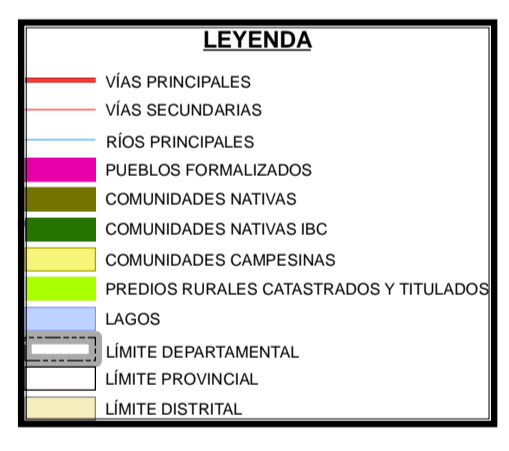 LEYENDA
VÍAS PRINCIPALES
VÍAS SECUNDARIAS
RÍOS PRINCIPALES
PUEBLOS FORMALIZADOS
COMUNIDADES NATIVAS
COMUNIDADES NATIVAS IBC
COMUNIDADES CAMPESINAS
PREDIOS RURALES CATASTRADOS Y TITULADOS
LAGOS
LÍMITE DEPARTAMENTAL
LÍMITE PROVINCIAL
LÍMITE DISTRITAL